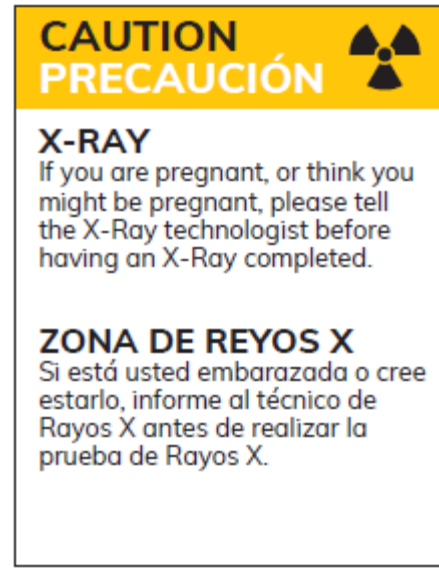 CAUTION
PRECAUCIÓN
X-RAY
If you are pregnant, or think you
might be pregnant, please tell
the X-Ray technologist before
having an X-Ray completed.
ZONA DE REYOS X
Si está usted embarazada o cree
estarlo, informe al técnico de
Rayos X antes de realizar la
prueba de Rayos X.